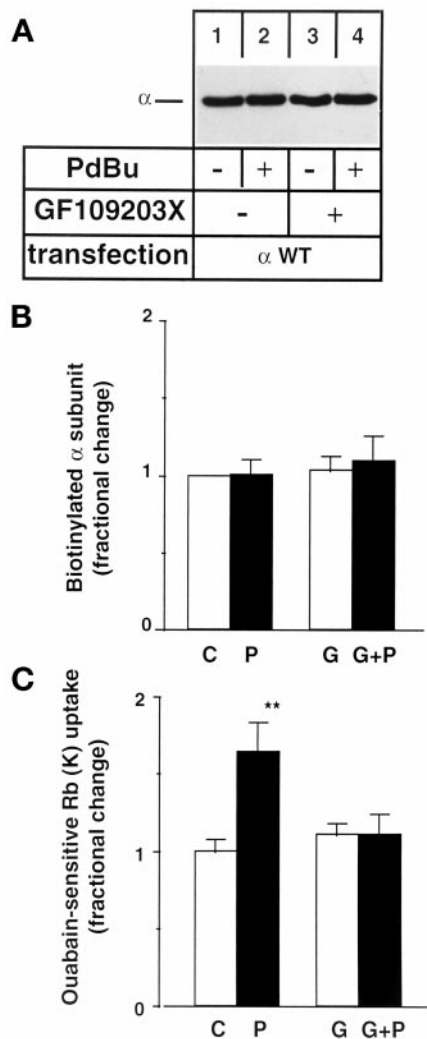 A
1 2 3 4
α
PdBu - + - +
GF109203X - +
transfection α WT
B
2
1
0
Biotinylated α subunit
(fractional change)
C P G G+P
C
2
1
0
Ouabain-sensitive Rb (K) uptake
(fractional change)
**
C P G G+P